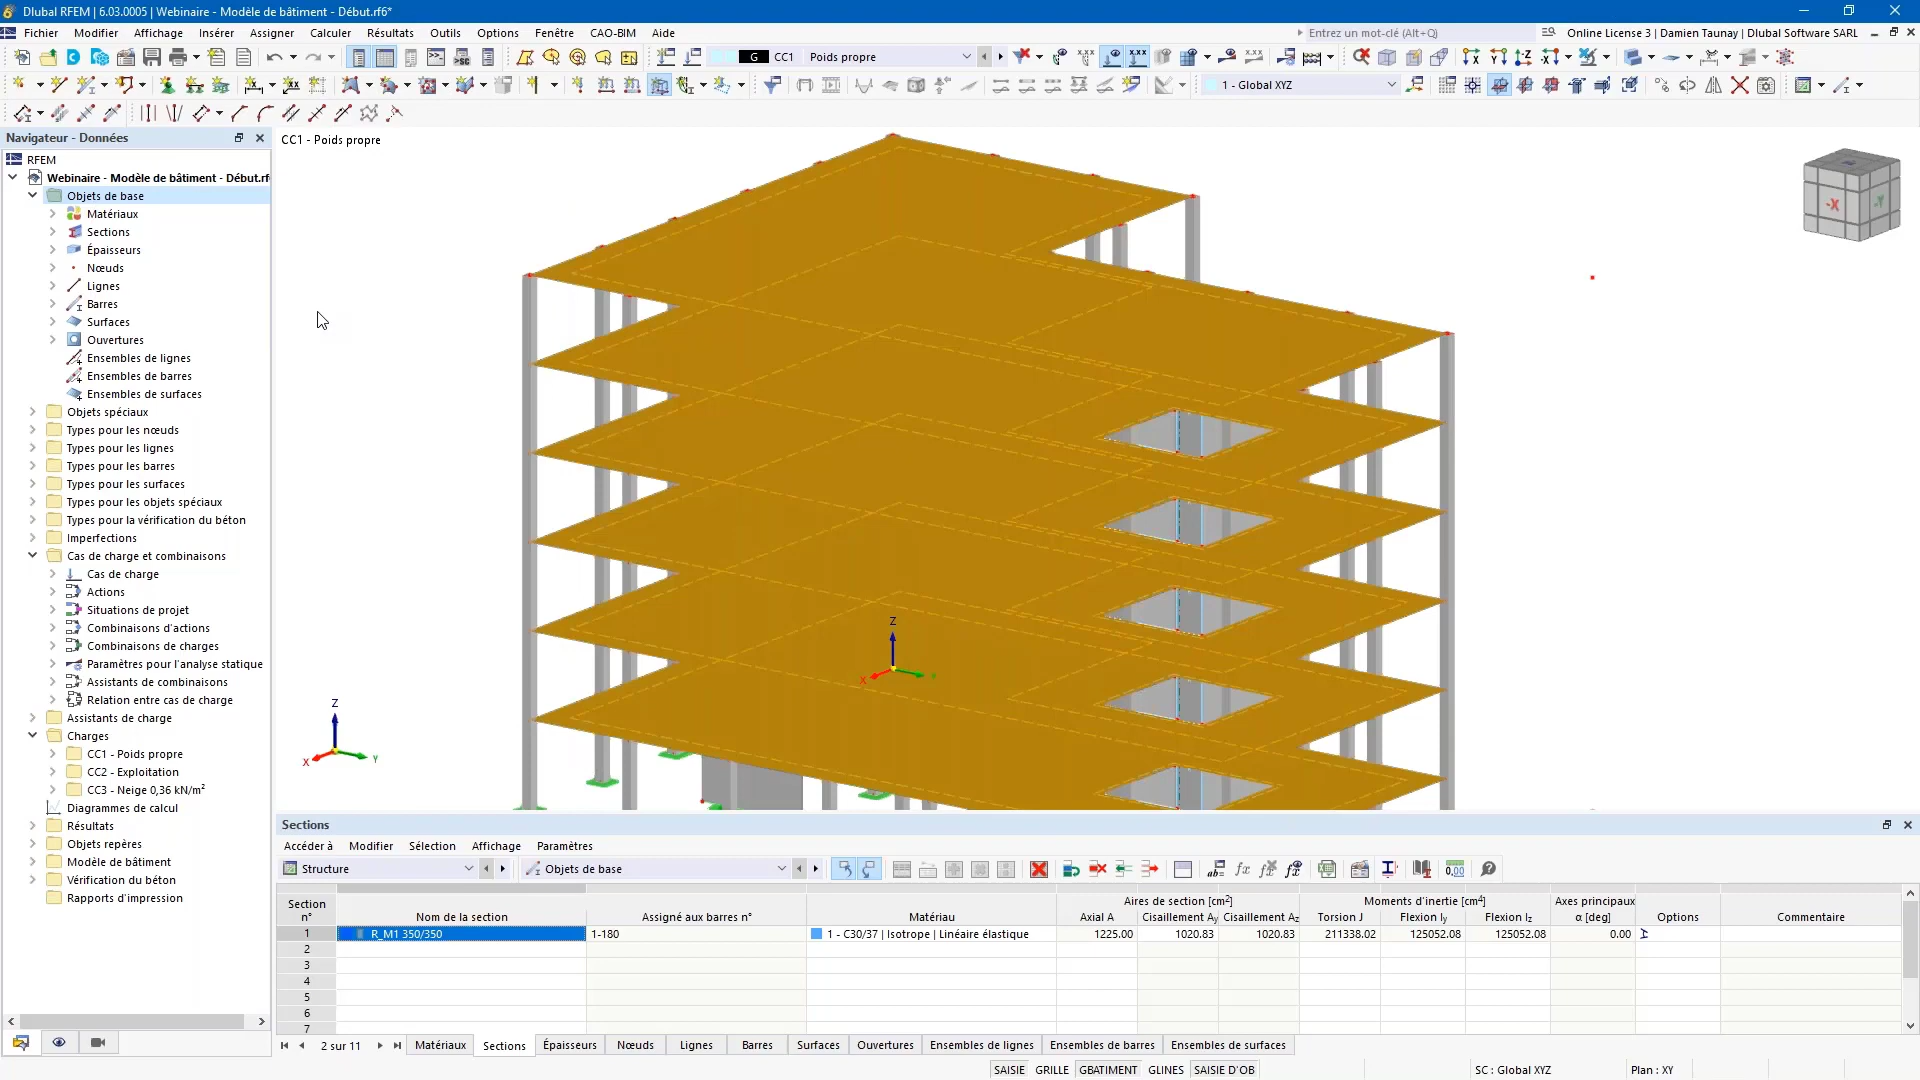 Dlubal RFEM | 6.03.0005 | Webinaire - Modèle de bâtiment - Début.rf6*
Fichier Modifier Affichage Insérer Assigner Calculer Résultats Outils Options Fenêtre CAO-BIM Aide
Entrez un mot-clé (Alt+Q)
Online License 3 | Damien Taunay | Dlubal Software SARL
G CC1 Poids propre
1 - Global XYZ
Navigateur - Données
RFEM
Webinaire - Modèle de bâtiment - Début.rf
Objets de base
Matériaux
Sections
Épaisseurs
Nœuds
Lignes
Barres
Surfaces
Ouvertures
Ensembles de lignes
Ensembles de barres
Ensembles de surfaces
Objets spéciaux
Types pour les nœuds
Types pour les lignes
Types pour les barres
Types pour les surfaces
Types pour les objets spéciaux
Types pour la vérification du béton
Imperfections
Cas de charge et combinaisons
Cas de charge
Actions
Situations de projet
Combinaisons d'actions
Combinaisons de charges
Paramètres pour l'analyse statique
Assistants de combinaisons
Relation entre cas de charge
Assistants de charge
Charges
CC1 - Poids propre
CC2 - Exploitation
CC3 - Neige 0,36 kN/m²
Diagrammes de calcul
Résultats
Objets repères
Modèle de bâtiment
Vérification du béton
Rapports d'impression
CC1 - Poids propre
-X -Y
Z
X
Z
X Y
Sections
Accéder à Modifier Sélection Affichage Paramètres
Structure Objets de base
Section n° Nom de la section Assigné aux barres n° Matériau Aires de section [cm²] Axial A Cisaillement Ay Cisaillement Az Moments d'inertie [cm⁴] Torsion J Flexion Iy Flexion Iz Axes principaux α [deg] Options Commentaire
1 R_M1 350/350 1-180 1 - C30/37 | Isotrope | Linéaire élastique 1225.00 1020.83 1020.83 211338.02 125052.08 125052.08 0.00
2
3
4
5
6
7
2 sur 11 Matériaux Sections Épaisseurs Nœuds Lignes Barres Surfaces Ouvertures Ensembles de lignes Ensembles de barres Ensembles de surfaces
SAISIE GRILLE GBATIMENT GLINES SAISIE D'OB SC : Global XYZ Plan : XY